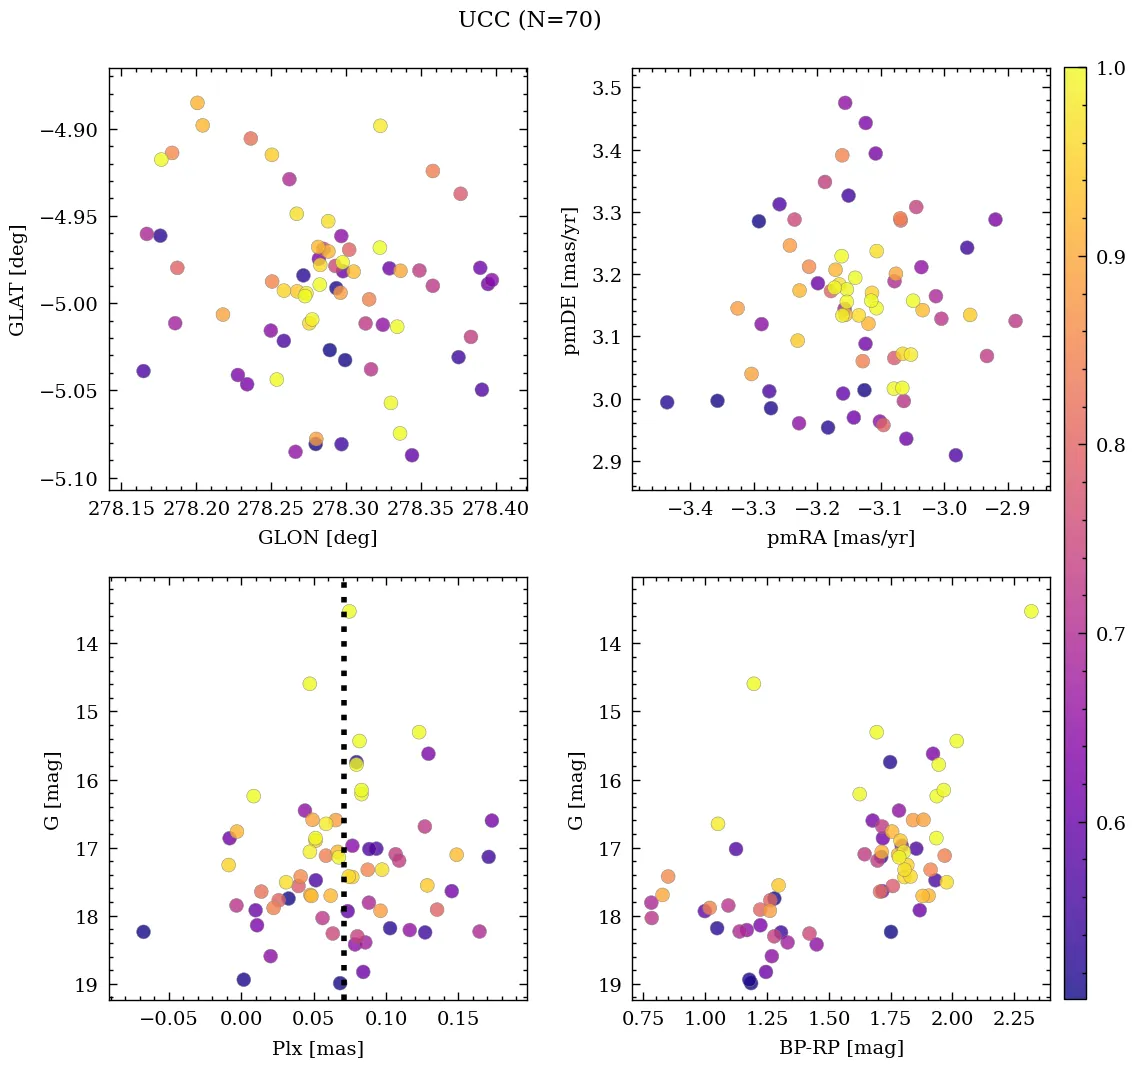 UCC (N=70)
−4.90
−4.95
−5.00
−5.05
−5.10
GLAT [deg]
278.15 278.20 278.25 278.30 278.35 278.40
GLON [deg]
3.5
3.4
3.3
3.2
3.1
3.0
2.9
pmDE [mas/yr]
−3.4 −3.3 −3.2 −3.1 −3.0 −2.9
pmRA [mas/yr]
1.0
0.9
0.8
0.7
0.6
14
15
16
17
18
19
G [mag]
−0.05 0.00 0.05 0.10 0.15
Plx [mas]
14
15
16
17
18
19
G [mag]
0.75 1.00 1.25 1.50 1.75 2.00 2.25
BP-RP [mag]